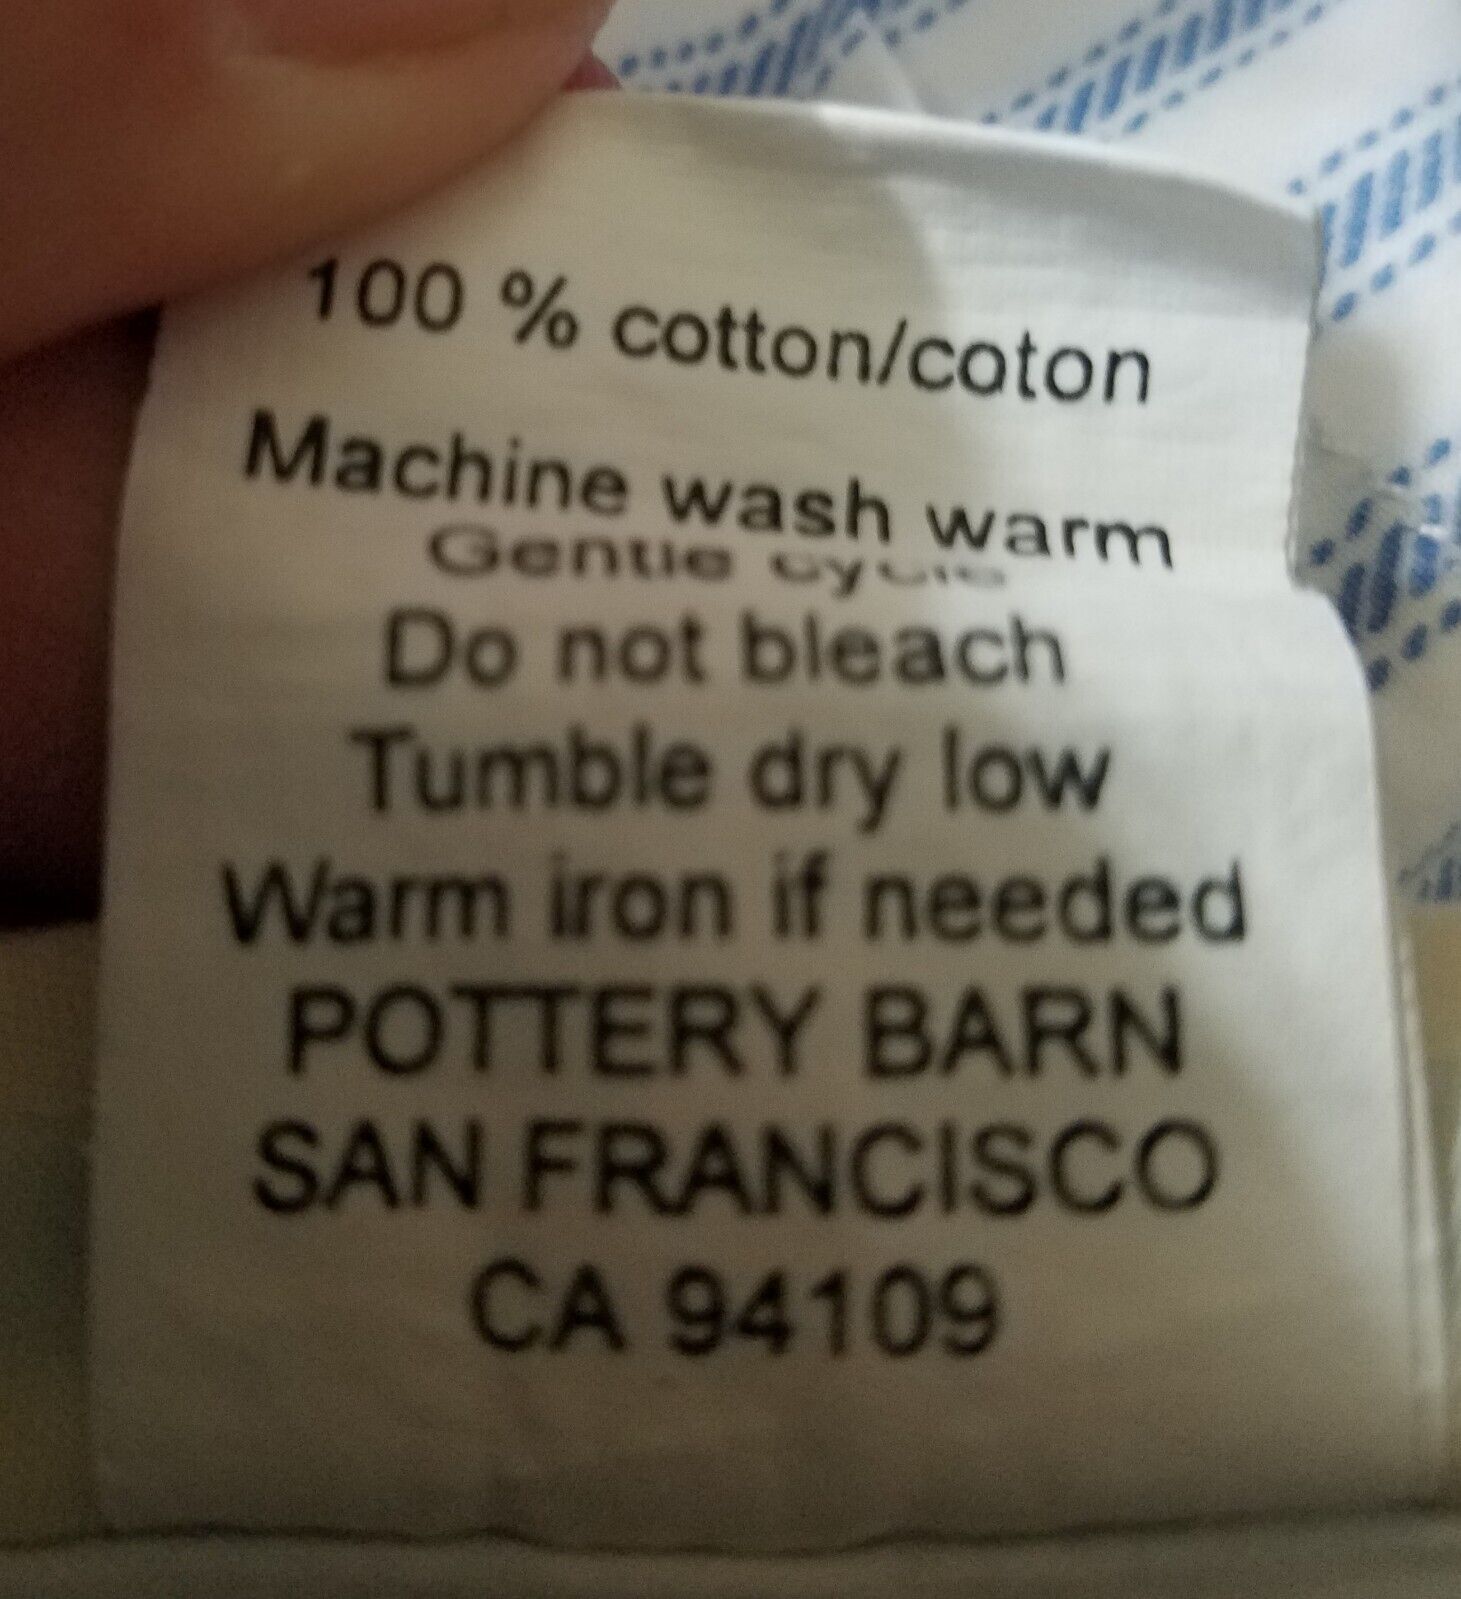 100 % cotton/coton
Machine wash warm
Gentle cycle
Do not bleach
Tumble dry low
Warm iron if needed
POTTERY BARN
SAN FRANCISCO
CA 94109